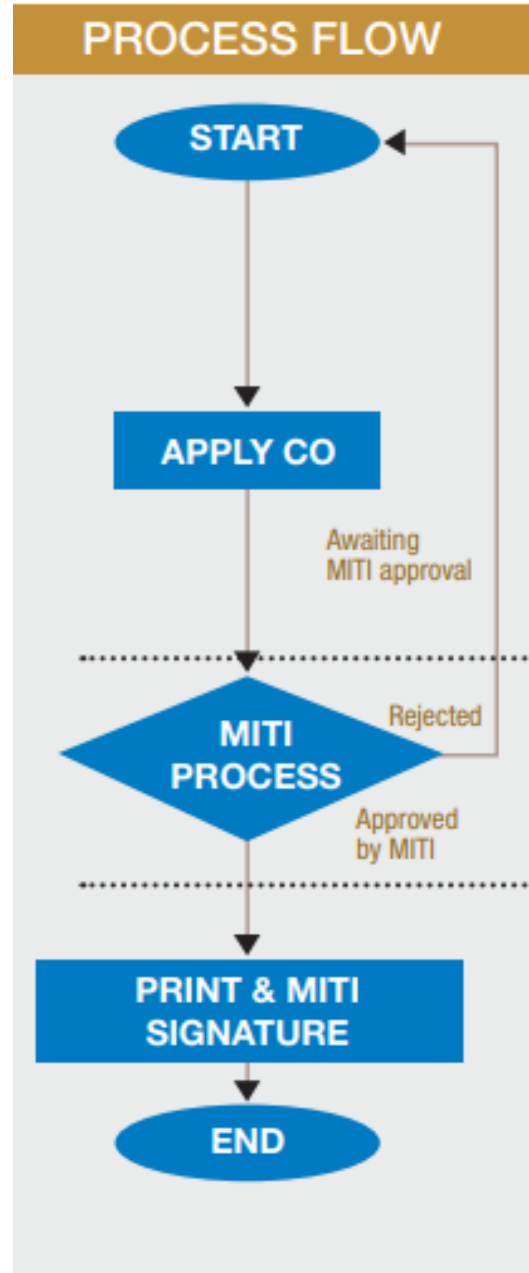 PROCESS FLOW
START
APPLY CO
Awaiting
MITI approval
MITI
PROCESS
Rejected
Approved
by MITI
PRINT & MITI
SIGNATURE
END